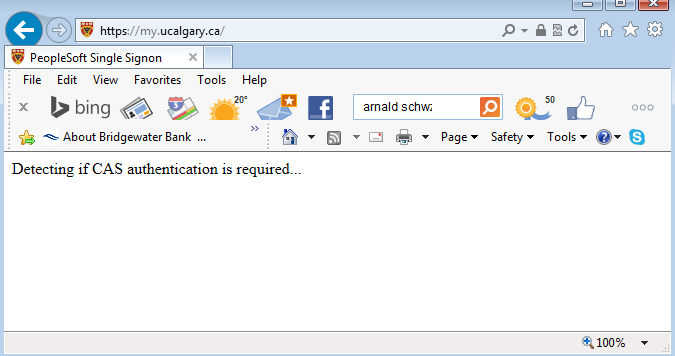 https://my.ucalgary.ca/
PeopleSoft Single Signon
File Edit View Favorites Tools Help
bing 20° arnald schwz 50
About Bridgewater Bank ... Page Safety Tools
Detecting if CAS authentication is required...
100%